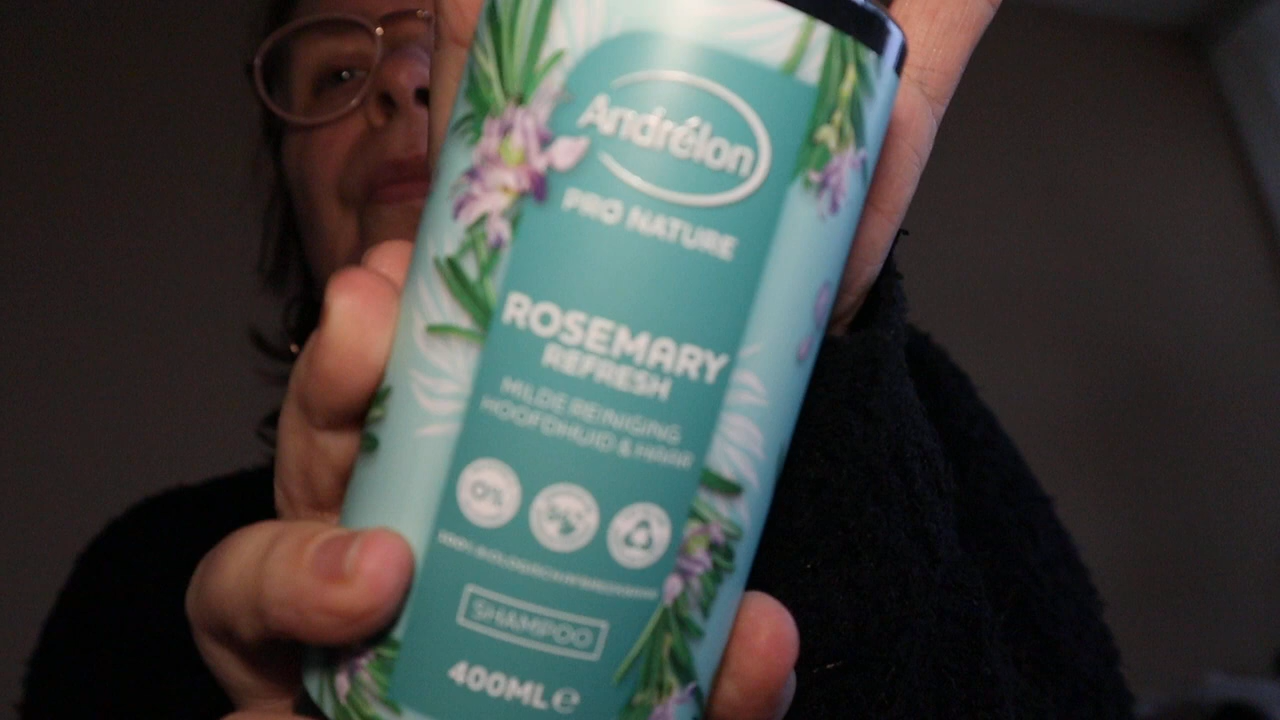 Andrélon
PRO NATURE
ROSEMARY
REFRESH
MILDE REINIGING
HOOFDHUID & HAAR
0%
SHAMPOO
400ML ℮